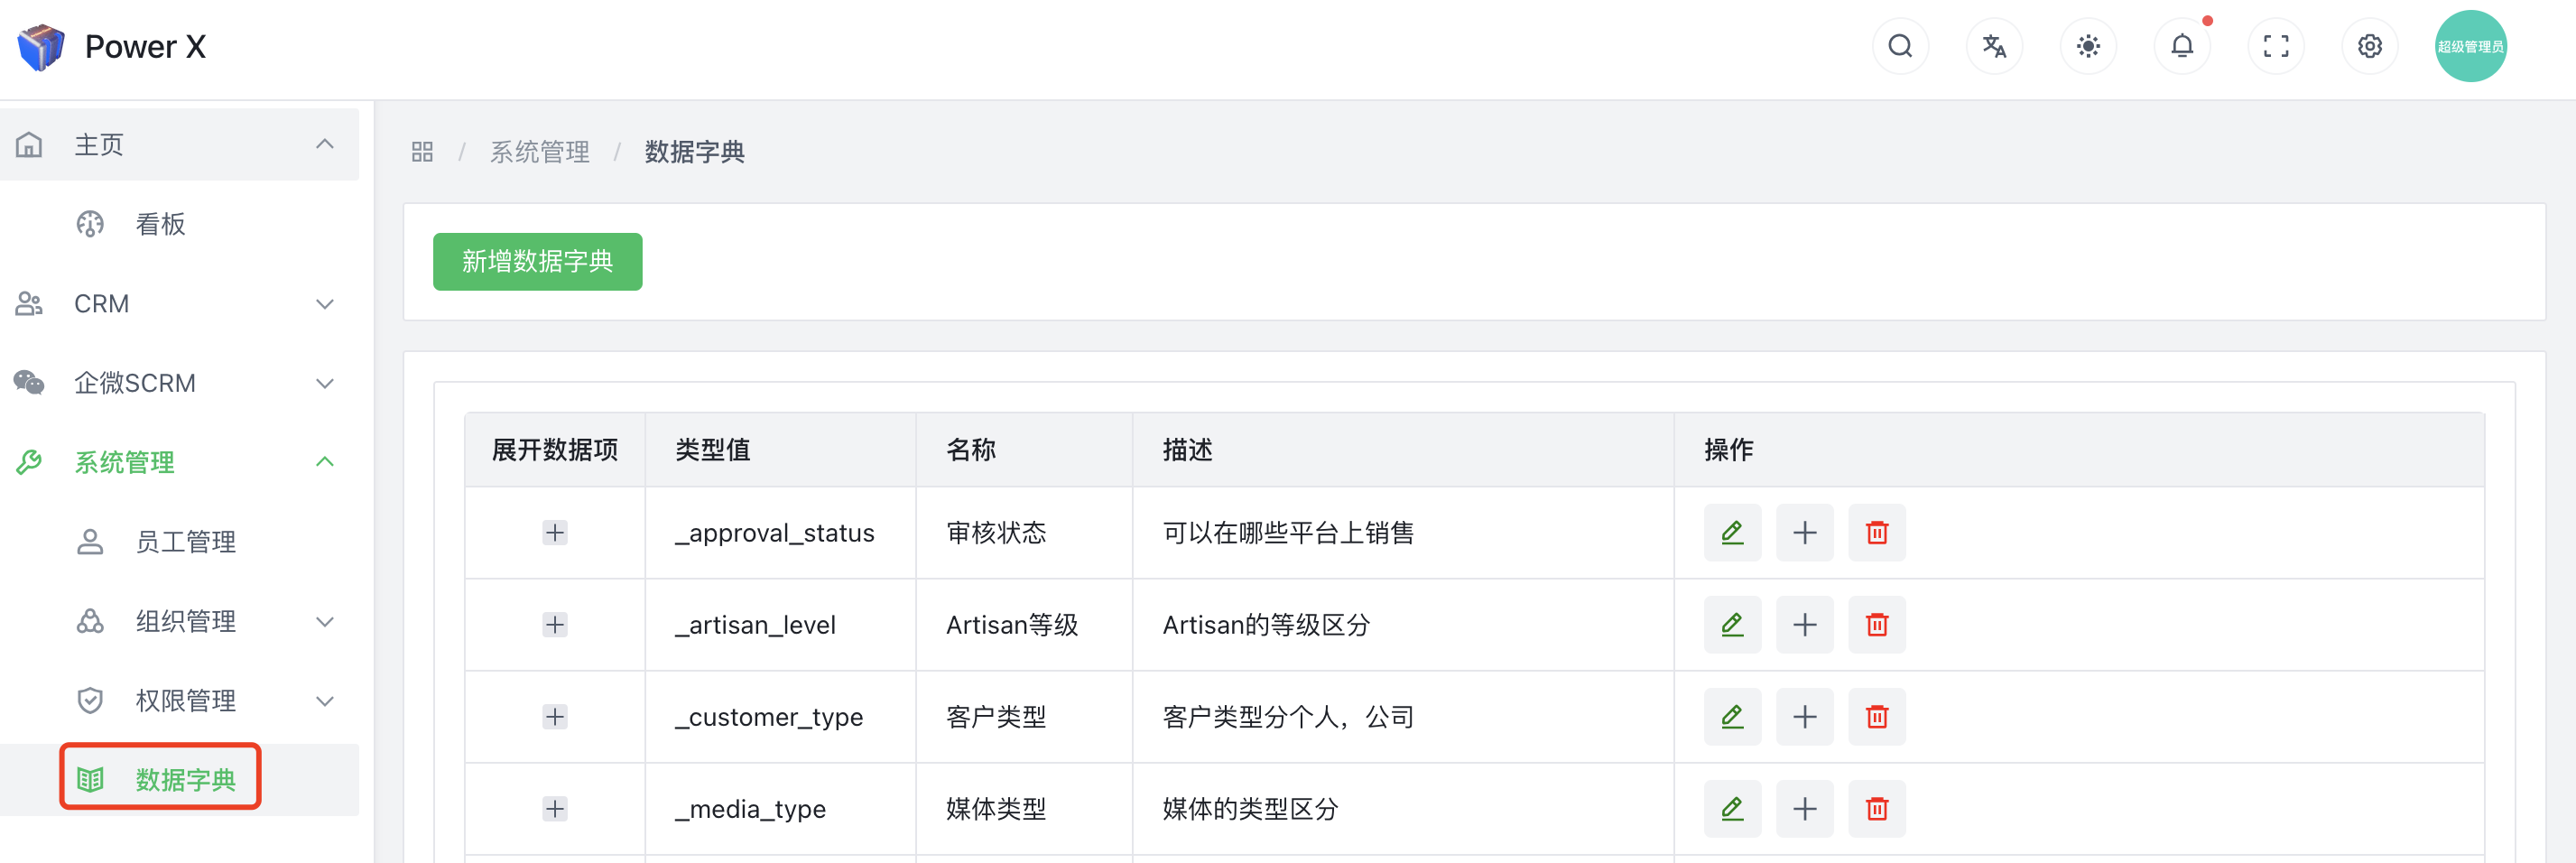 Power X
超级管理员
主页
看板
CRM
企微SCRM
系统管理
员工管理
组织管理
权限管理
数据字典
/ 系统管理 / 数据字典
新增数据字典
展开数据项 类型值 名称 描述 操作
_approval_status 审核状态 可以在哪些平台上销售
_artisan_level Artisan等级 Artisan的等级区分
_customer_type 客户类型 客户类型分个人，公司
_media_type 媒体类型 媒体的类型区分